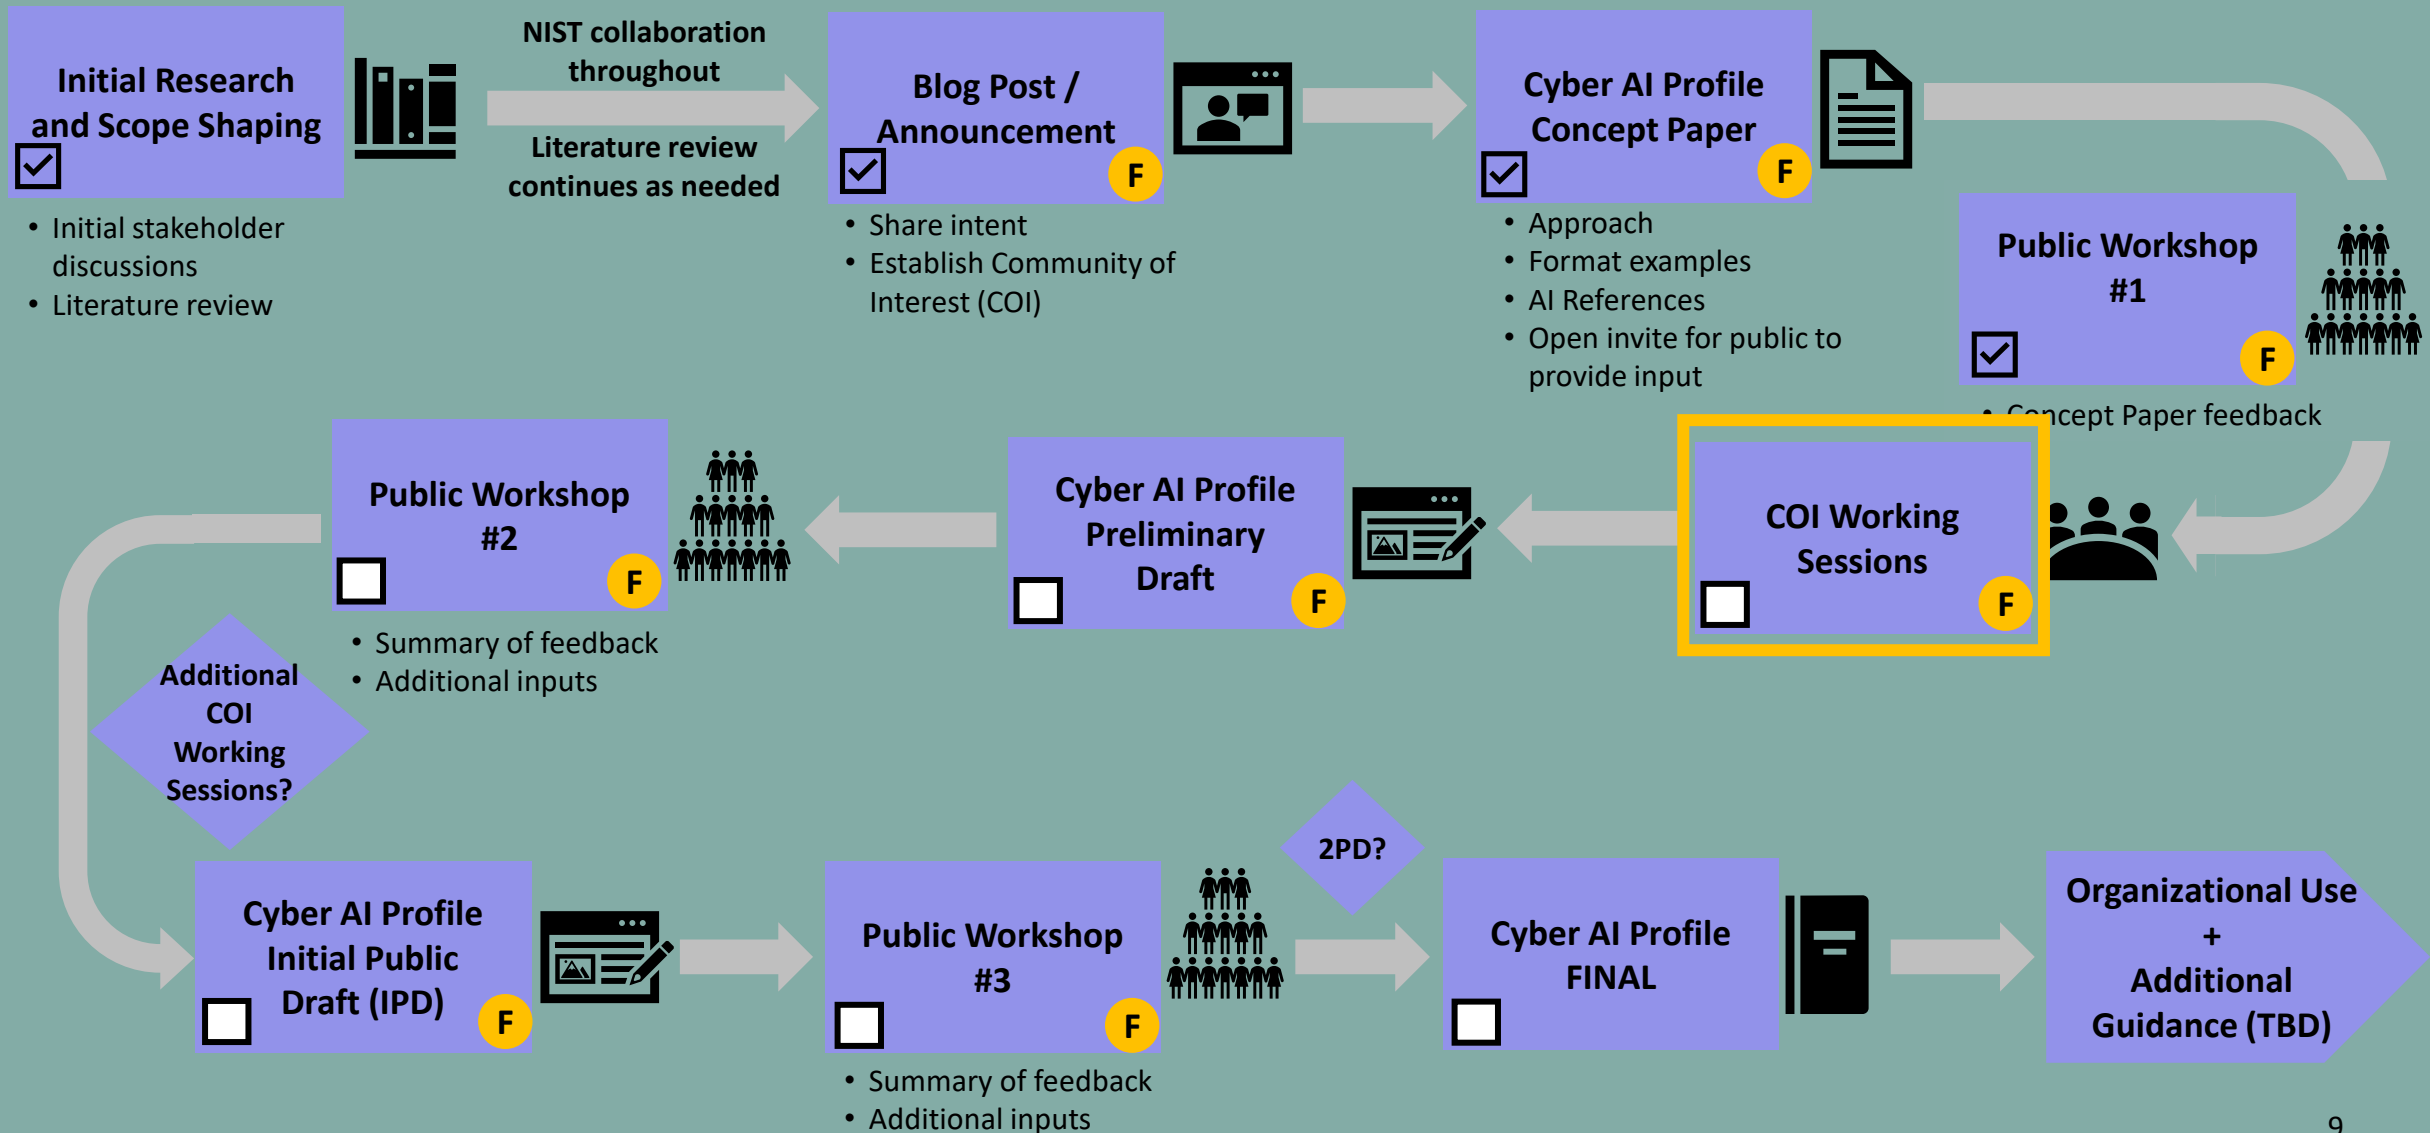 Initial Research
and Scope Shaping
• Initial stakeholder
discussions
• Literature review
NIST collaboration
throughout
Literature review
continues as needed
Blog Post /
Announcement
F
• Share intent
• Establish Community of
Interest (COI)
Cyber AI Profile
Concept Paper
F
• Approach
• Format examples
• AI References
• Open invite for public to
provide input
Public Workshop
#1
F
• Concept Paper feedback
COI Working
Sessions
F
Cyber AI Profile
Preliminary
Draft
F
Public Workshop
#2
F
• Summary of feedback
• Additional inputs
Additional
COI
Working
Sessions?
Cyber AI Profile
Initial Public
Draft (IPD)
F
Public Workshop
#3
F
• Summary of feedback
• Additional inputs
2PD?
Cyber AI Profile
FINAL
Organizational Use
+
Additional
Guidance (TBD)
9